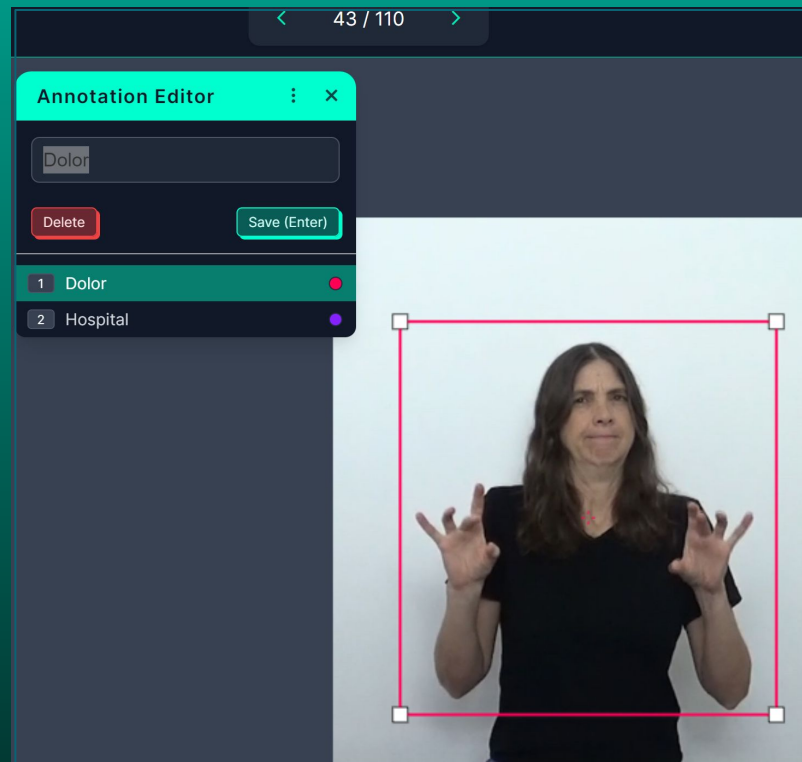 43 / 110
Annotation Editor
Dolor
Delete
Save (Enter)
1 Dolor
2 Hospital